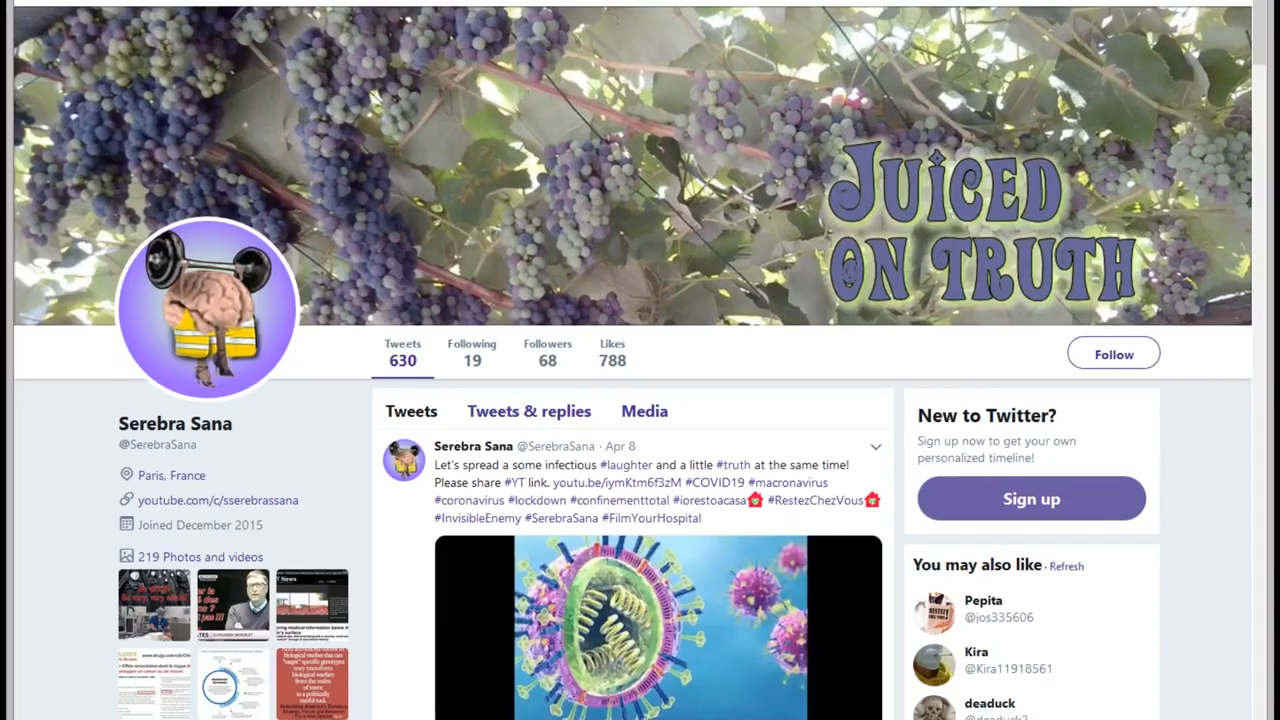 JUICED
ON TRUTH
Tweets
630
Following
19
Followers
68
Likes
788
Follow
Serebra Sana
@SerebraSana
Paris, France
youtube.com/c/sserebrassana
Joined December 2015
219 Photos and videos
Tweets
Tweets & replies
Media
Serebra Sana @SerebraSana · Apr 8
Let's spread a some infectious #laughter and a little #truth at the same time!
Please share #YT link. youtu.be/iymKtm6f3zM #COVID19 #macronavirus
#coronavirus #lockdown #confinementtotal #iorestoacasa #RestezChezVous
#InvisibleEnemy #SerebraSana #FilmYourHospital
New to Twitter?
Sign up now to get your own
personalized timeline!
Sign up
You may also like · Refresh
Pepita
@jos335606
Kira
@Kira11918561
deaduck
@deaduck2